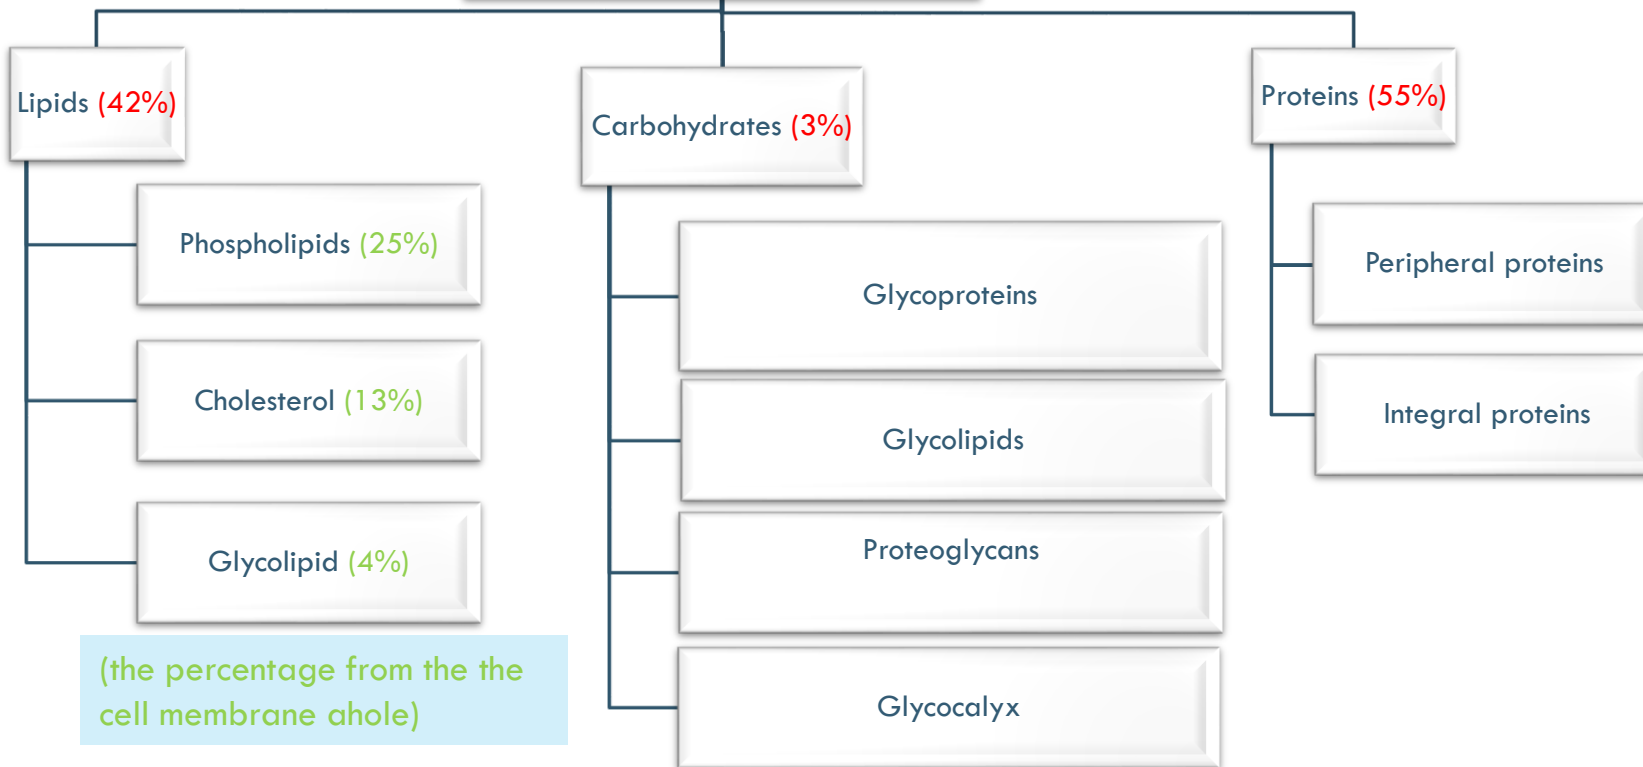 Lipids (42%)
Phospholipids (25%)
Cholesterol (13%)
Glycolipid (4%)
(the percentage from the the
cell membrane ahole)
Carbohydrates (3%)
Glycoproteins
Glycolipids
Proteoglycans
Glycocalyx
Proteins (55%)
Peripheral proteins
Integral proteins